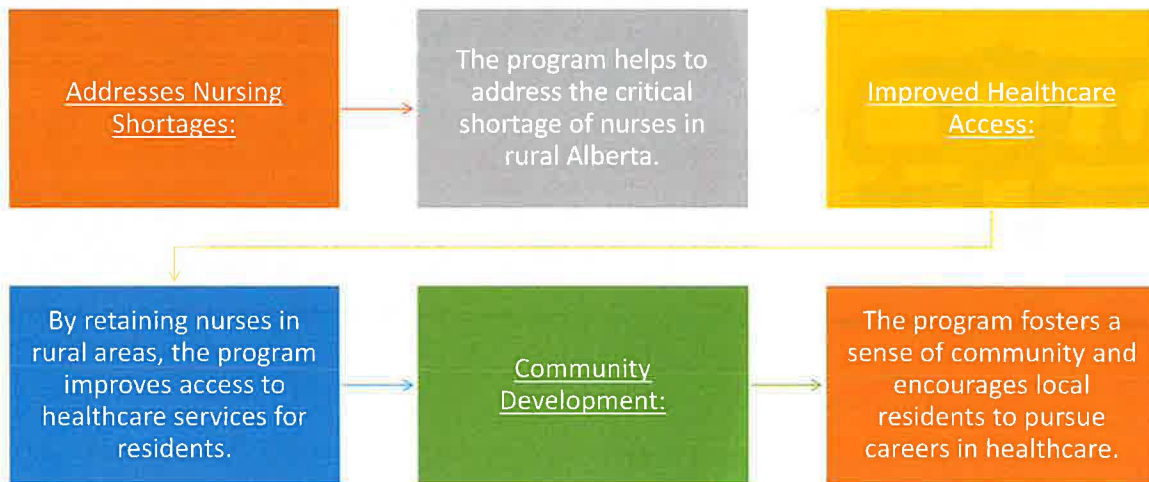 Addresses Nursing
Shortages:
The program helps to
address the critical
shortage of nurses in
rural Alberta.
Improved Healthcare
Access:
By retaining nurses in
rural areas, the program
improves access to
healthcare services for
residents.
Community
Development:
The program fosters a
sense of community and
encourages local
residents to pursue
careers in healthcare.